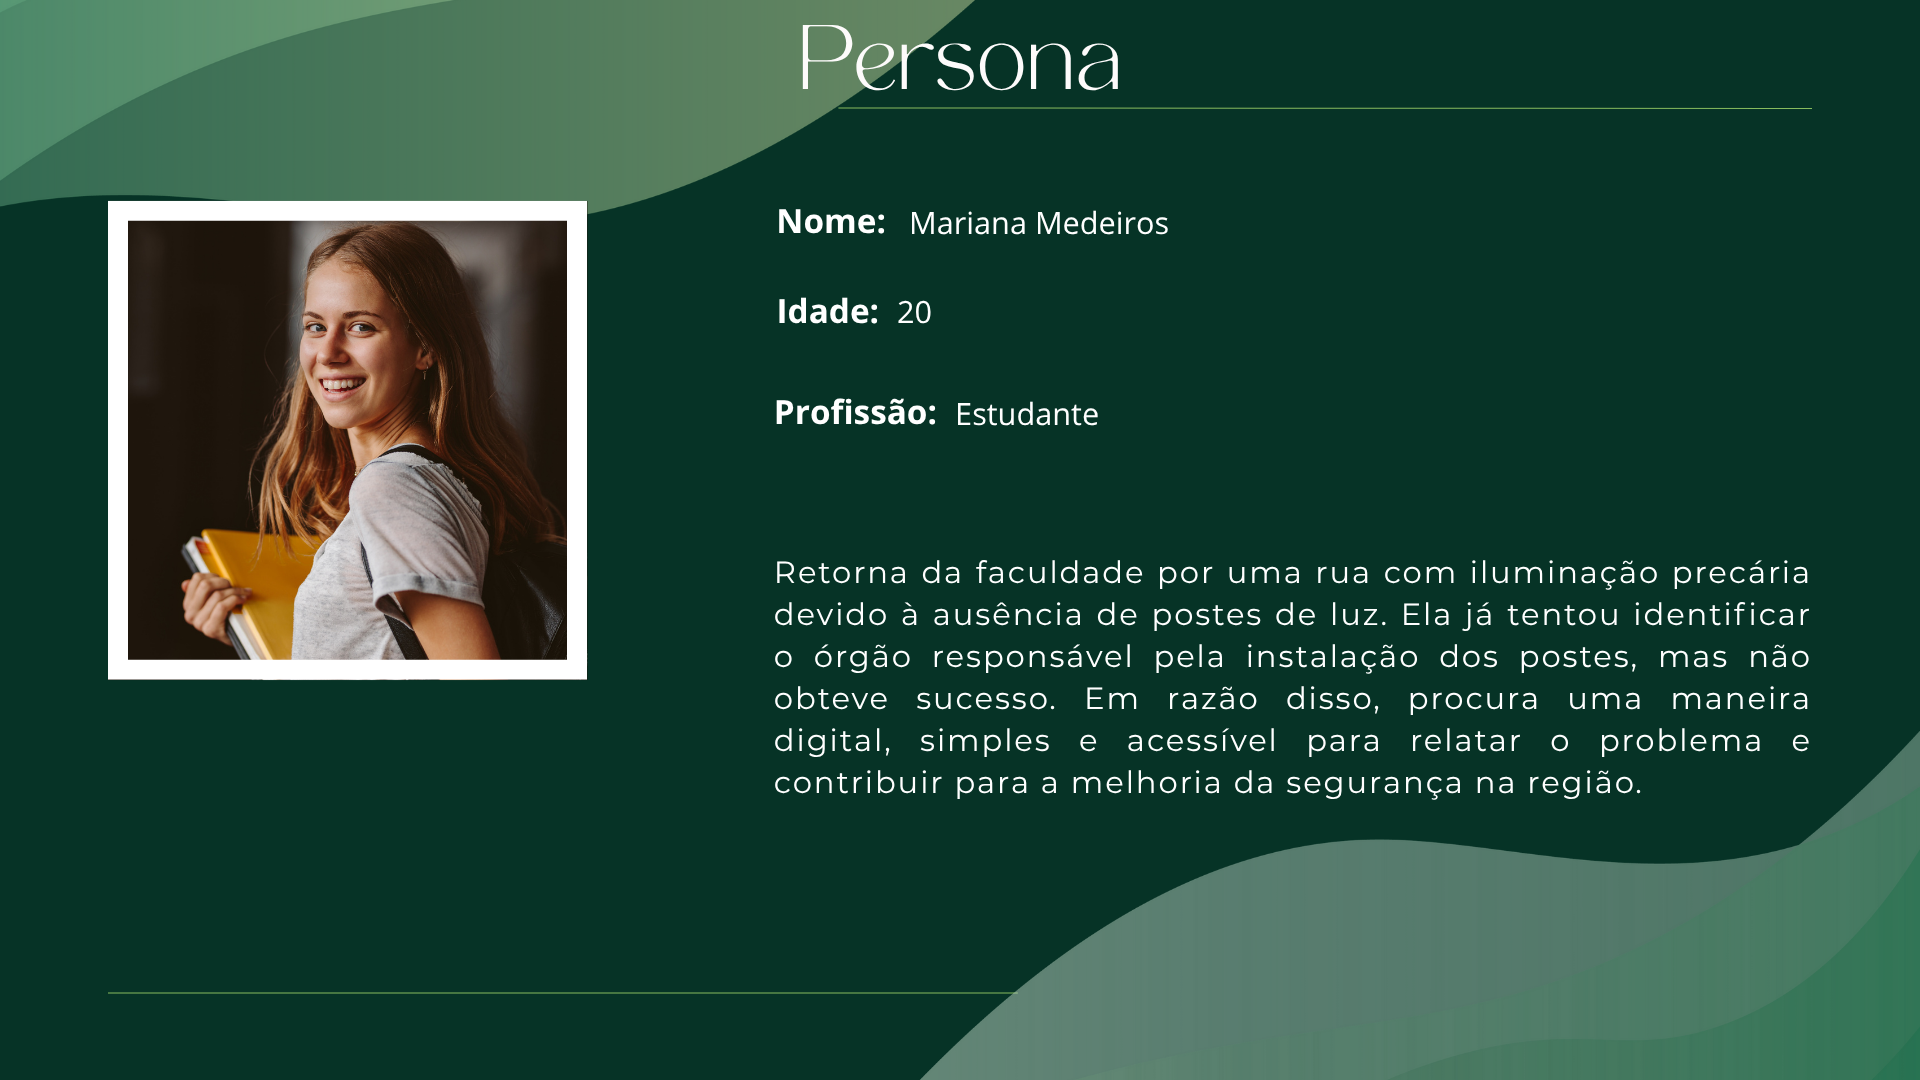 Persona
Nome: Mariana Medeiros
Idade: 20
Profissão: Estudante
Retorna da faculdade por uma rua com iluminação precária
devido à ausência de postes de luz. Ela já tentou identificar
o órgão responsável pela instalação dos postes, mas não
obteve sucesso. Em razão disso, procura uma maneira
digital, simples e acessível para relatar o problema e
contribuir para a melhoria da segurança na região.